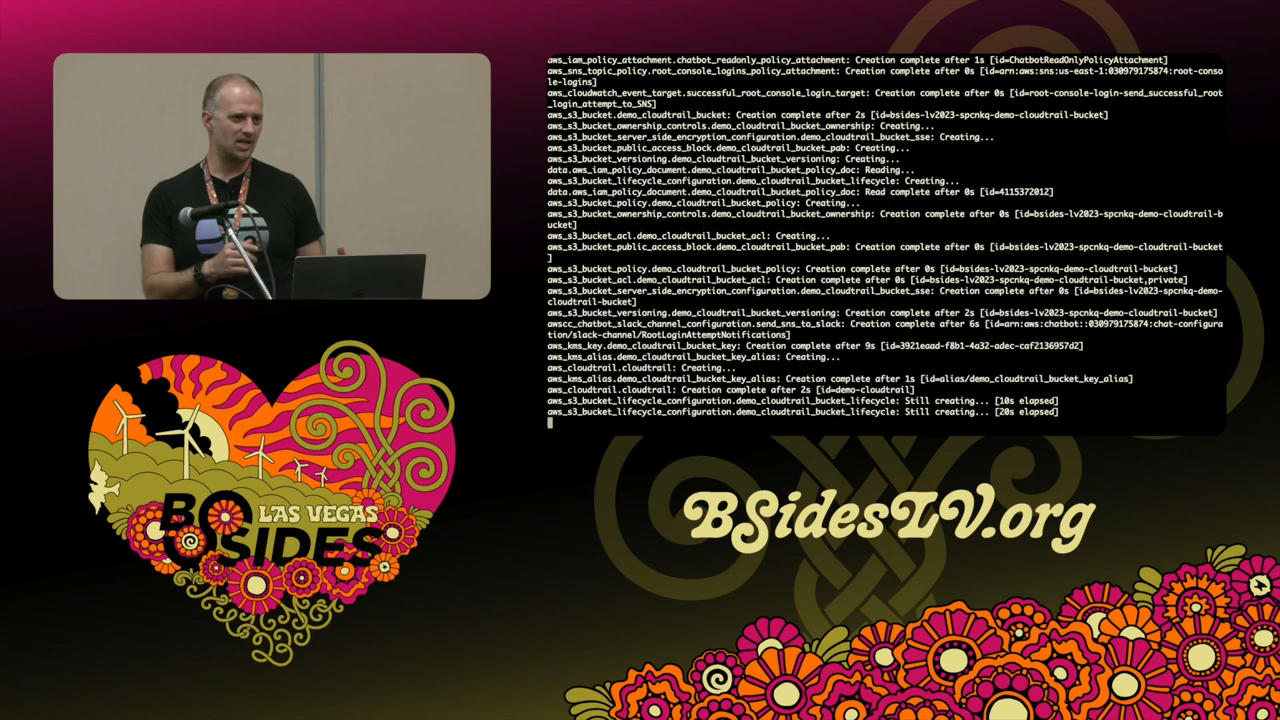 aws_iam_policy_attachment.chatbot_readonly_policy_attachment: Creation complete after 1s [id=ChatbotReadOnlyPolicyAttachment]
aws_sns_topic_policy.root_console_logins_policy_attachment: Creation complete after 0s [id=arn:aws:sns:us-east-1:030979175874:root-conso
le-logins]
aws_cloudwatch_event_target.successful_root_console_login_target: Creation complete after 0s [id=root-console-login-send_successful_root
_login_attempt_to_SNS]
aws_s3_bucket.demo_cloudtrail_bucket: Creation complete after 2s [id=bsides-lv2023-spcnkq-demo-cloudtrail-bucket]
aws_s3_bucket_ownership_controls.demo_cloudtrail_bucket_ownership: Creating...
aws_s3_bucket_server_side_encryption_configuration.demo_cloudtrail_bucket_sse: Creating...
aws_s3_bucket_public_access_block.demo_cloudtrail_bucket_pab: Creating...
aws_s3_bucket_versioning.demo_cloudtrail_bucket_versioning: Creating...
data.aws_iam_policy_document.demo_cloudtrail_bucket_policy_doc: Reading...
aws_s3_bucket_lifecycle_configuration.demo_cloudtrail_bucket_lifecycle: Creating...
data.aws_iam_policy_document.demo_cloudtrail_bucket_policy_doc: Read complete after 0s [id=4115372012]
aws_s3_bucket_policy.demo_cloudtrail_bucket_policy: Creating...
aws_s3_bucket_ownership_controls.demo_cloudtrail_bucket_ownership: Creation complete after 0s [id=bsides-lv2023-spcnkq-demo-cloudtrail-b
ucket]
aws_s3_bucket_acl.demo_cloudtrail_bucket_acl: Creating...
aws_s3_bucket_public_access_block.demo_cloudtrail_bucket_pab: Creation complete after 0s [id=bsides-lv2023-spcnkq-demo-cloudtrail-bucket
]
aws_s3_bucket_policy.demo_cloudtrail_bucket_policy: Creation complete after 0s [id=bsides-lv2023-spcnkq-demo-cloudtrail-bucket]
aws_s3_bucket_acl.demo_cloudtrail_bucket_acl: Creation complete after 0s [id=bsides-lv2023-spcnkq-demo-cloudtrail-bucket,private]
aws_s3_bucket_server_side_encryption_configuration.demo_cloudtrail_bucket_sse: Creation complete after 0s [id=bsides-lv2023-spcnkq-demo-
cloudtrail-bucket]
aws_s3_bucket_versioning.demo_cloudtrail_bucket_versioning: Creation complete after 2s [id=bsides-lv2023-spcnkq-demo-cloudtrail-bucket]
awscc_chatbot_slack_channel_configuration.send_sns_to_slack: Creation complete after 6s [id=arn:aws:chatbot::030979175874:chat-configura
tion/slack-channel/RootLoginAttemptNotifications]
aws_kms_key.demo_cloudtrail_bucket_key: Creation complete after 9s [id=3921eaad-f8b1-4a32-adec-caf2136957d2]
aws_kms_alias.demo_cloudtrail_bucket_key_alias: Creating...
aws_cloudtrail.cloudtrail: Creating...
aws_kms_alias.demo_cloudtrail_bucket_key_alias: Creation complete after 1s [id=alias/demo_cloudtrail_bucket_key_alias]
aws_cloudtrail.cloudtrail: Creation complete after 2s [id=demo-cloudtrail]
aws_s3_bucket_lifecycle_configuration.demo_cloudtrail_bucket_lifecycle: Still creating... [10s elapsed]
aws_s3_bucket_lifecycle_configuration.demo_cloudtrail_bucket_lifecycle: Still creating... [20s elapsed]
LAS VEGAS
BSIDES
23
BSidesLV.org